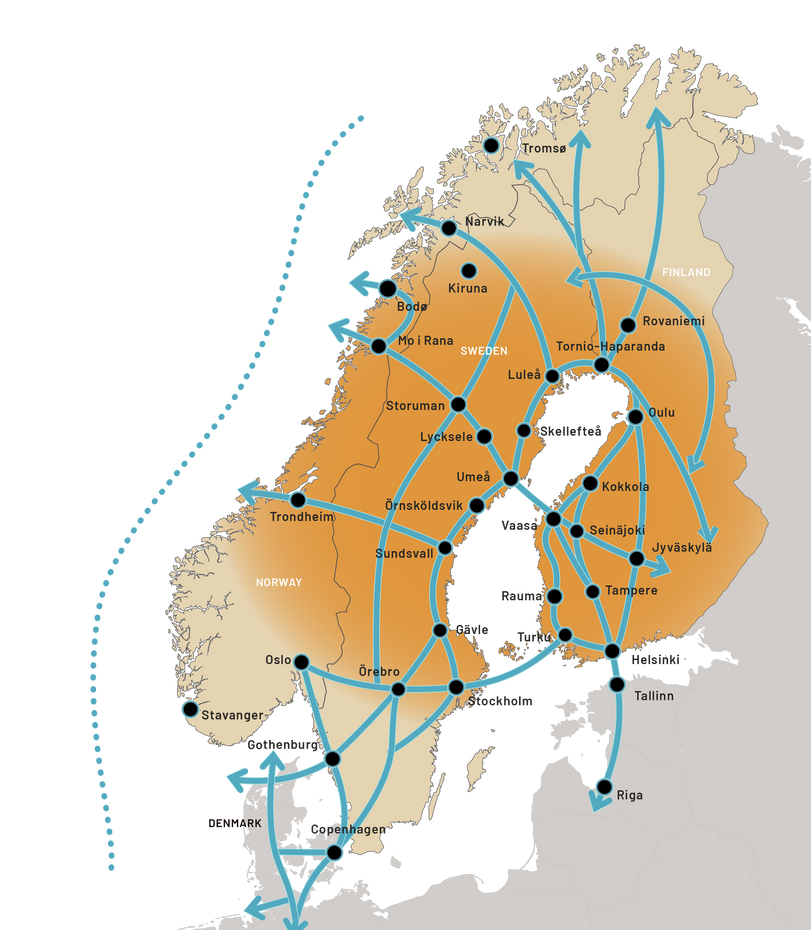 Tromsø
Narvik
FINLAND
Kiruna
Bodø
Rovaniemi
Mo i Rana
Tornio-Haparanda
SWEDEN
Luleå
Storuman
Oulu
Lycksele
Skellefteå
Umeå
Kokkola
Örnsköldsvik
Trondheim
Vaasa
Seinäjoki
Sundsvall
Jyväskylä
NORWAY
Tampere
Rauma
Gävle
Turku
Oslo
Helsinki
Örebro
Tallinn
Stockholm
Stavanger
Gothenburg
Riga
DENMARK
Copenhagen